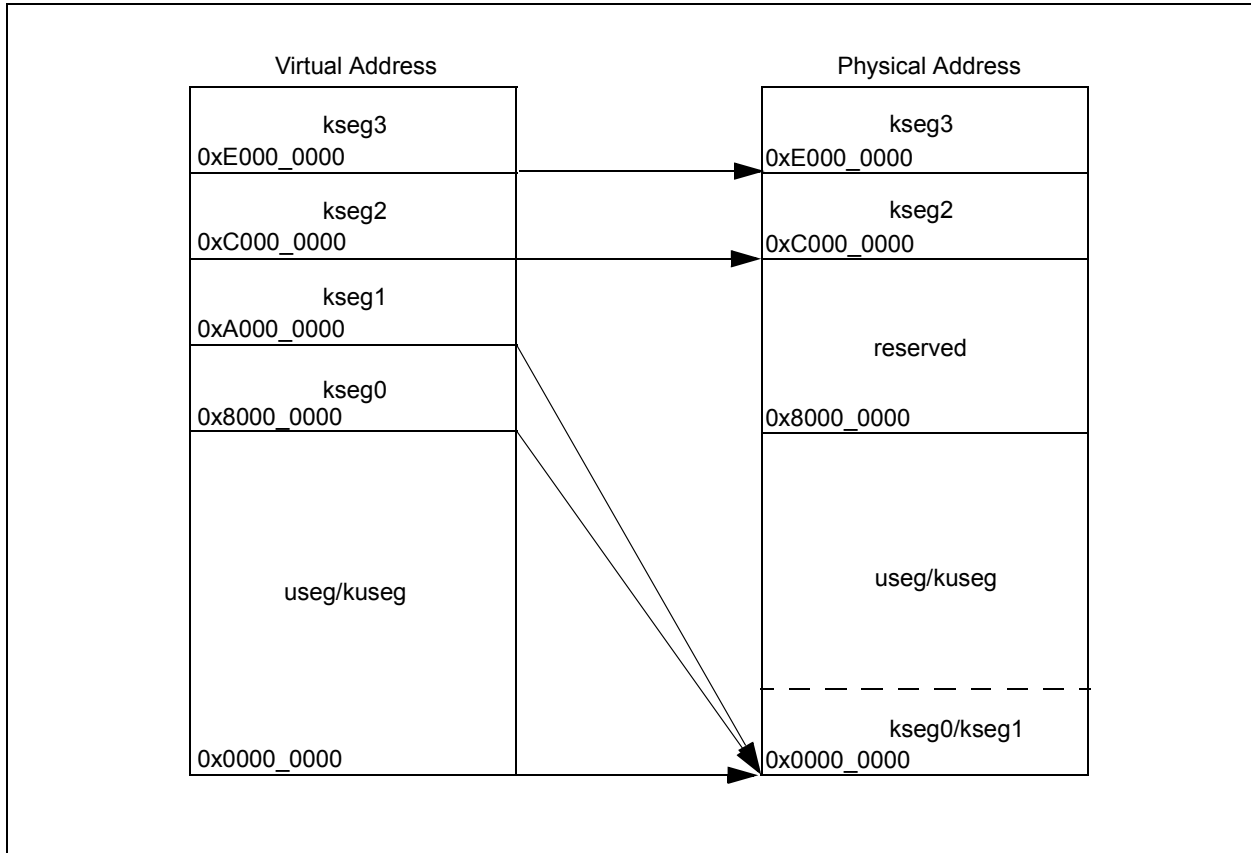 Virtual Address
kseg3
0xE000_0000
kseg2
0xC000_0000
kseg1
0xA000_0000
kseg0
0x8000_0000
useg/kuseg
0x0000_0000
Physical Address
kseg3
0xE000_0000
kseg2
0xC000_0000
reserved
0x8000_0000
useg/kuseg
kseg0/kseg1
0x0000_0000